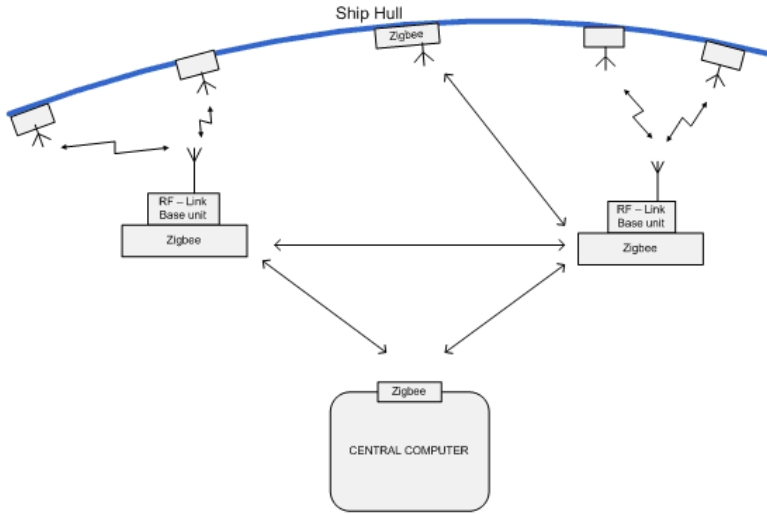 Ship Hull
Zigbee
RF – Link
Base unit
Zigbee
RF – Link
Base unit
Zigbee
Zigbee
CENTRAL COMPUTER